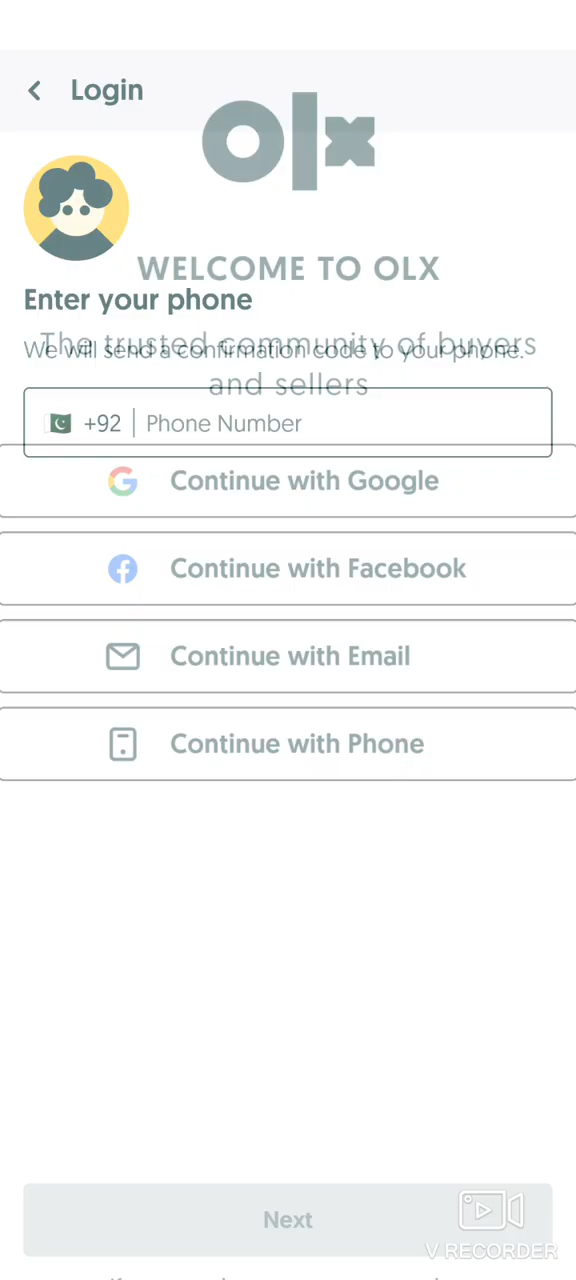 Login
olx
WELCOME TO OLX
Enter your phone
The trusted community of buyers
We will send a confirmation code to your phone.
and sellers
+92 Phone Number
Continue with Google
Continue with Facebook
Continue with Email
Continue with Phone
Next
V RECORDER